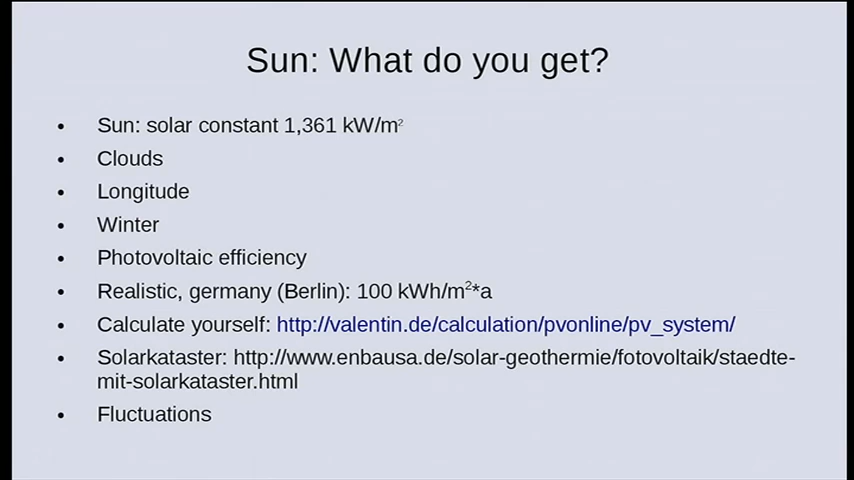 Sun: What do you get?
• Sun: solar constant 1,361 kW/m²
• Clouds
• Longitude
• Winter
• Photovoltaic efficiency
• Realistic, germany (Berlin): 100 kWh/m²*a
• Calculate yourself: http://valentin.de/calculation/pvonline/pv_system/
• Solarkataster: http://www.enbausa.de/solar-geothermie/fotovoltaik/staedte-
mit-solarkataster.html
• Fluctuations